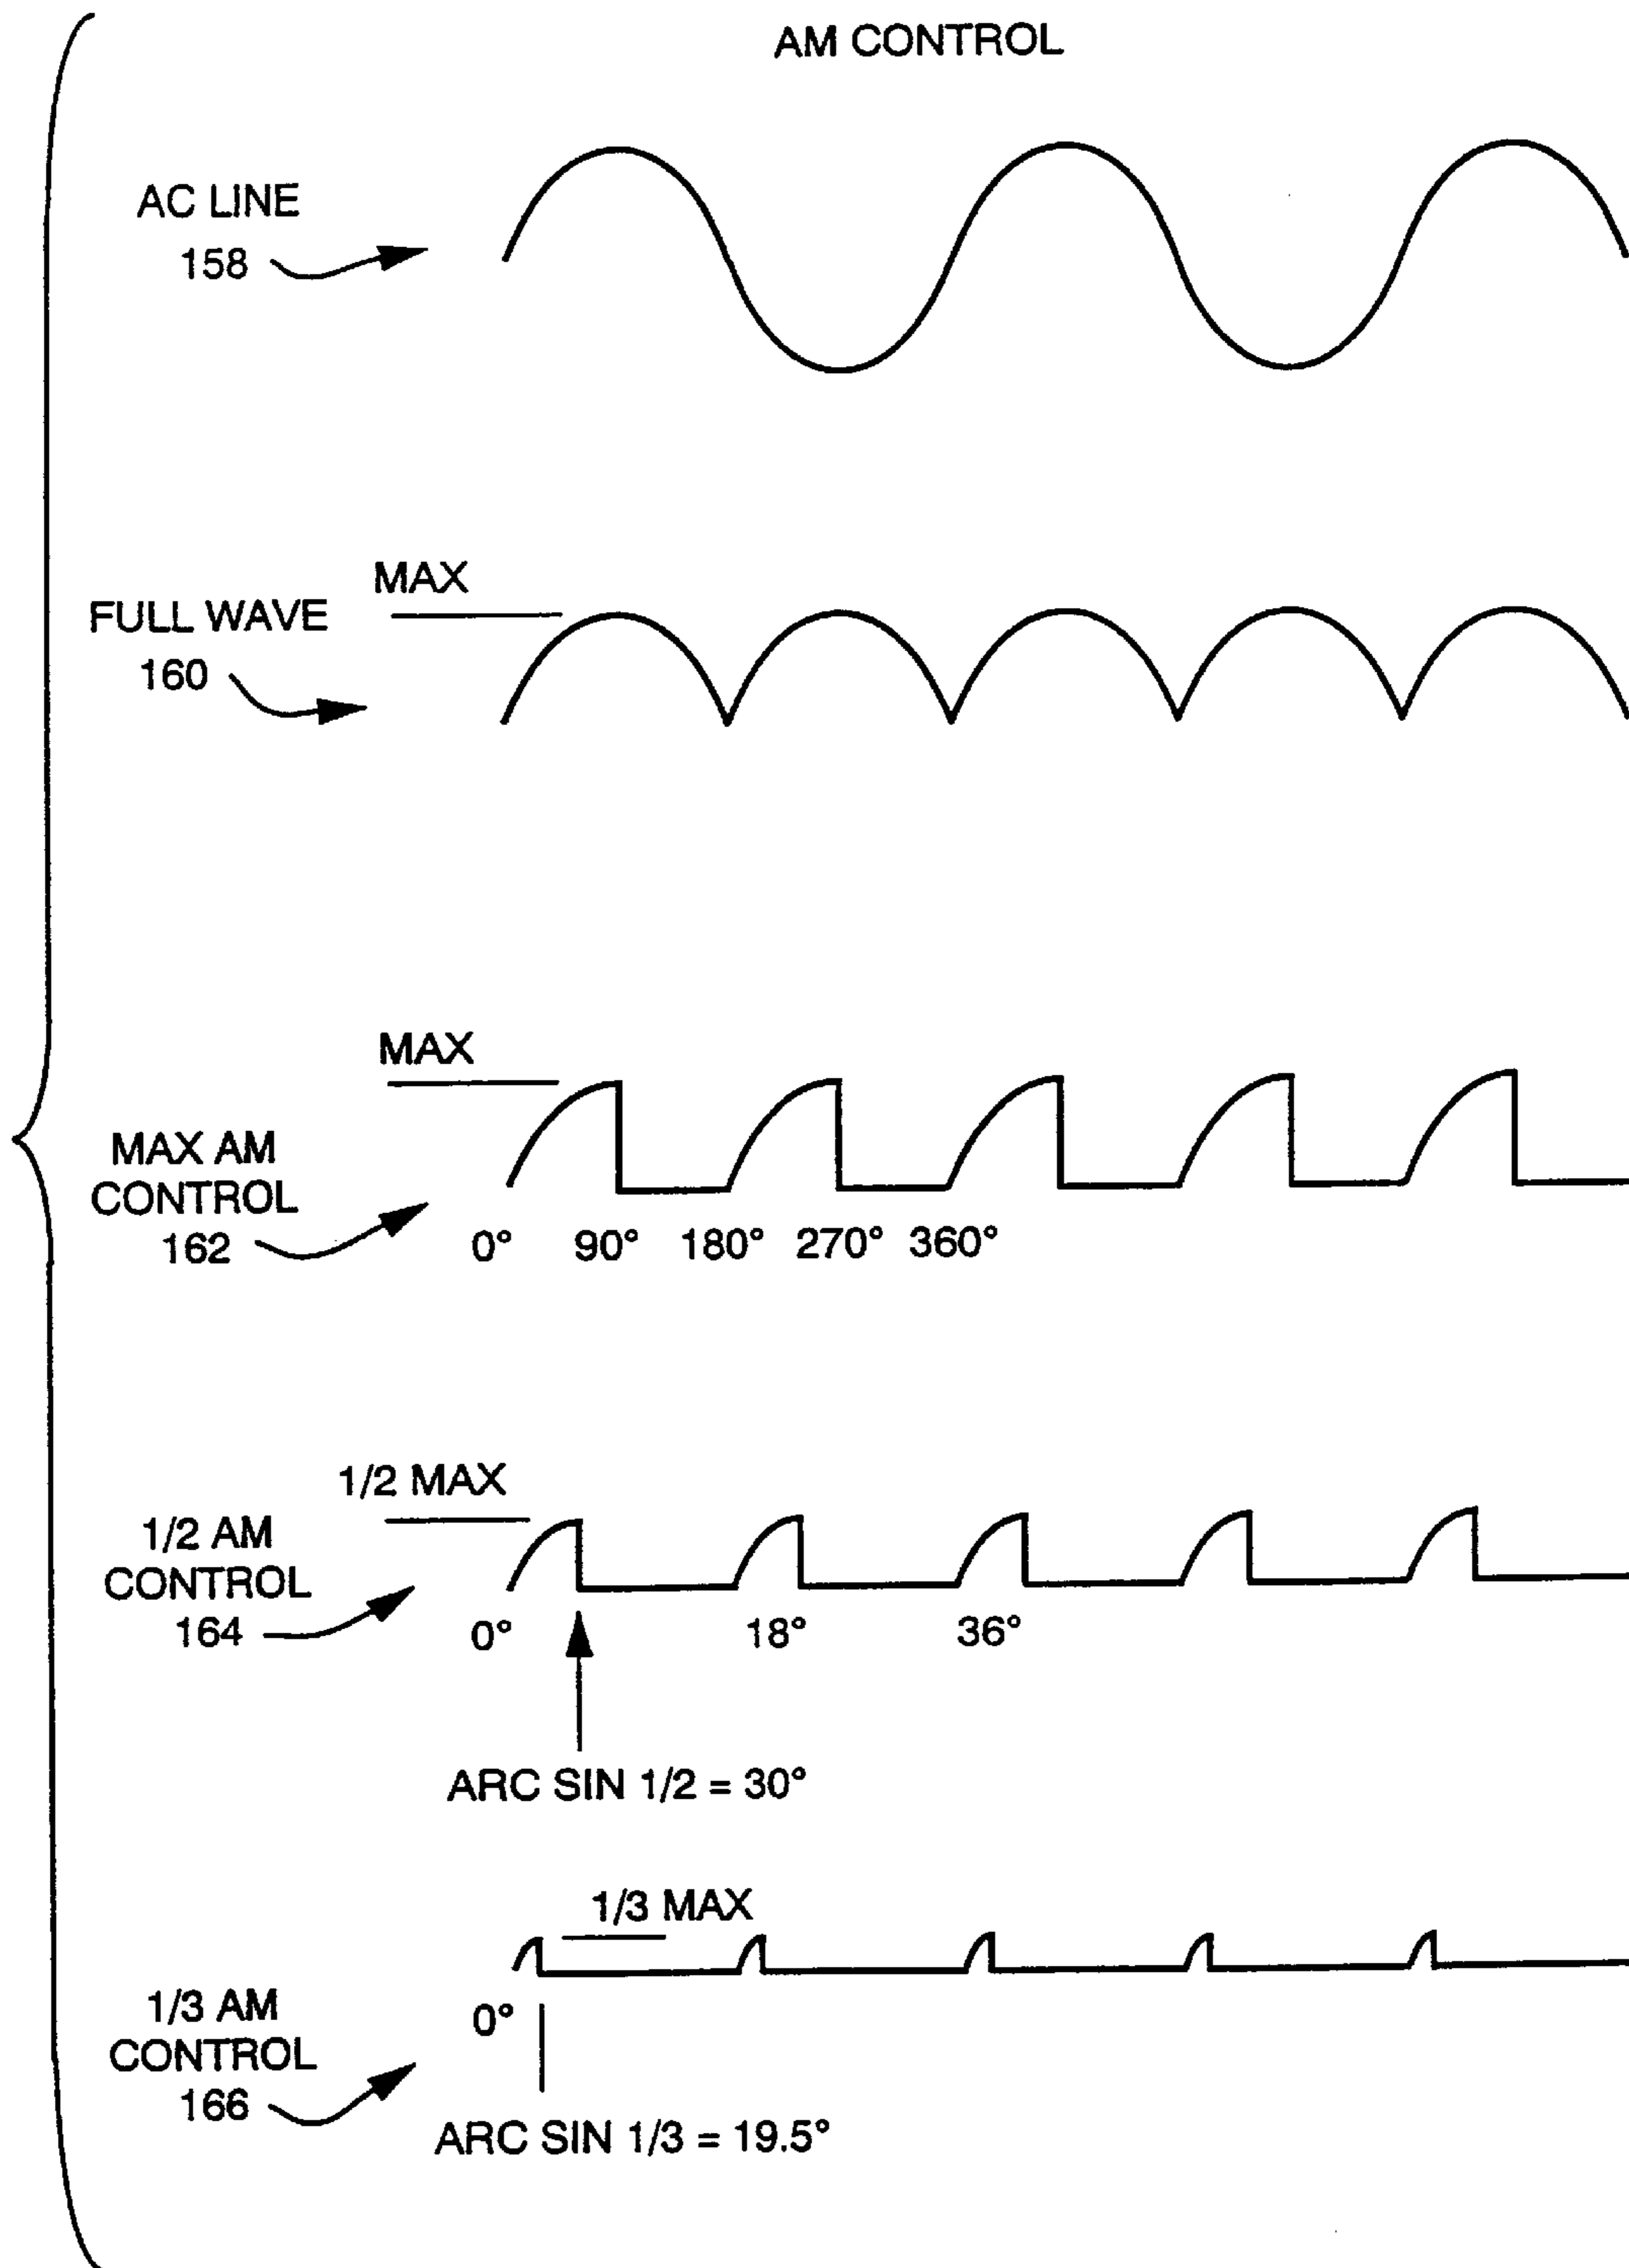 AM CONTROL
AC LINE
158
MAX
FULL WAVE
160
MAX
MAX AM
CONTROL
162
0° 90° 180° 270° 360°
1/2 MAX
1/2 AM
CONTROL
164
0° 18° 36°
ARC SIN 1/2 = 30°
1/3 MAX
1/3 AM
CONTROL
166
0°
ARC SIN 1/3 = 19.5°